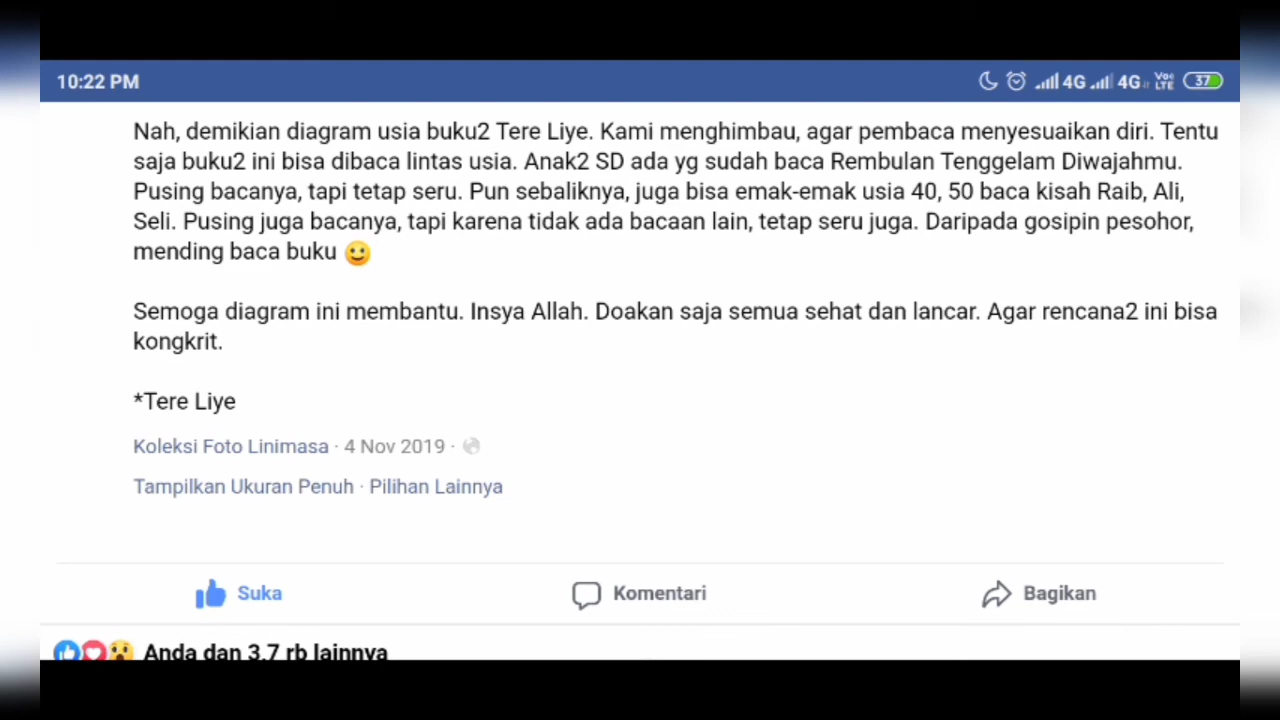 10:22 PM
4G 4G Vo LTE 37
Nah, demikian diagram usia buku2 Tere Liye. Kami menghimbau, agar pembaca menyesuaikan diri. Tentu
saja buku2 ini bisa dibaca lintas usia. Anak2 SD ada yg sudah baca Rembulan Tenggelam Diwajahmu.
Pusing bacanya, tapi tetap seru. Pun sebaliknya, juga bisa emak-emak usia 40, 50 baca kisah Raib, Ali,
Seli. Pusing juga bacanya, tapi karena tidak ada bacaan lain, tetap seru juga. Daripada gosipin pesohor,
mending baca buku 🙂
Semoga diagram ini membantu. Insya Allah. Doakan saja semua sehat dan lancar. Agar rencana2 ini bisa
kongkrit.
*Tere Liye
Koleksi Foto Linimasa · 4 Nov 2019 ·
Tampilkan Ukuran Penuh · Pilihan Lainnya
Suka
Komentari
Bagikan
Anda dan 3,7 rb lainnya